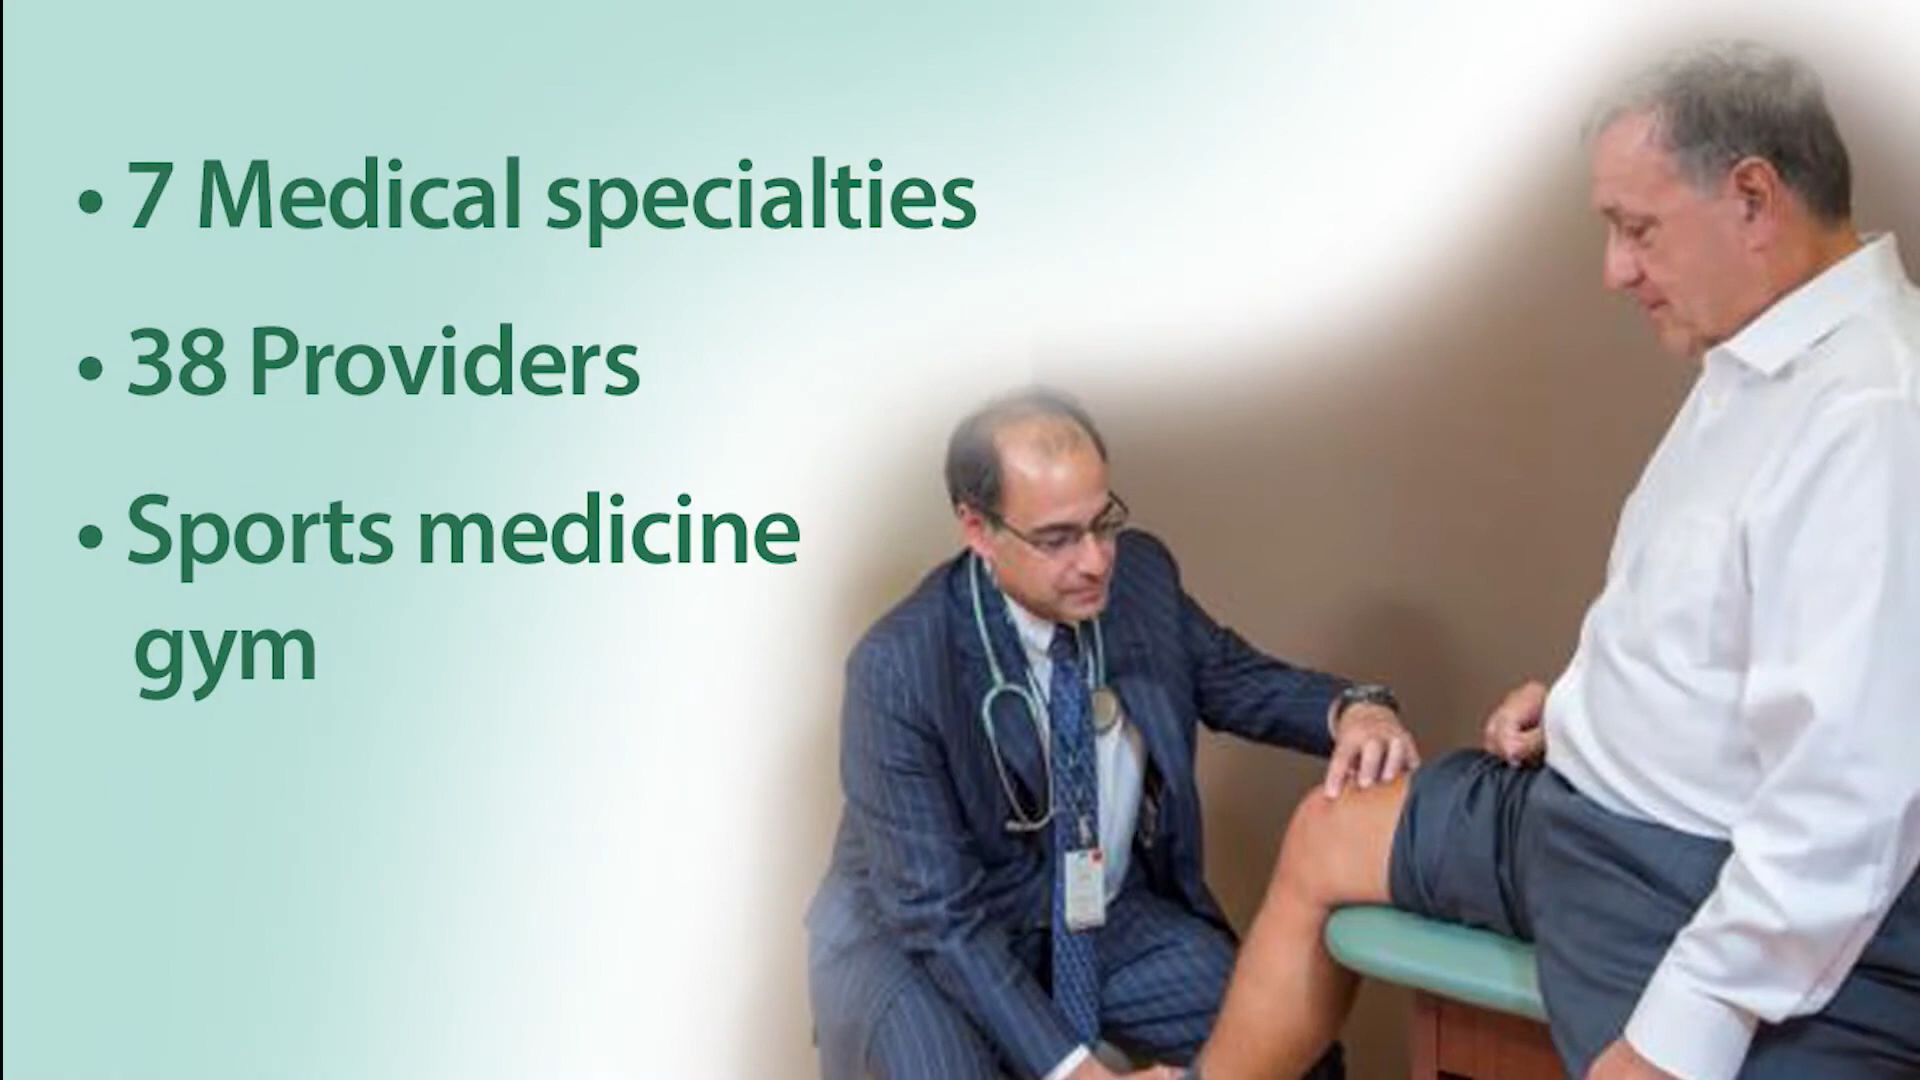 • 7 Medical specialties
• 38 Providers
• Sports medicine
gym